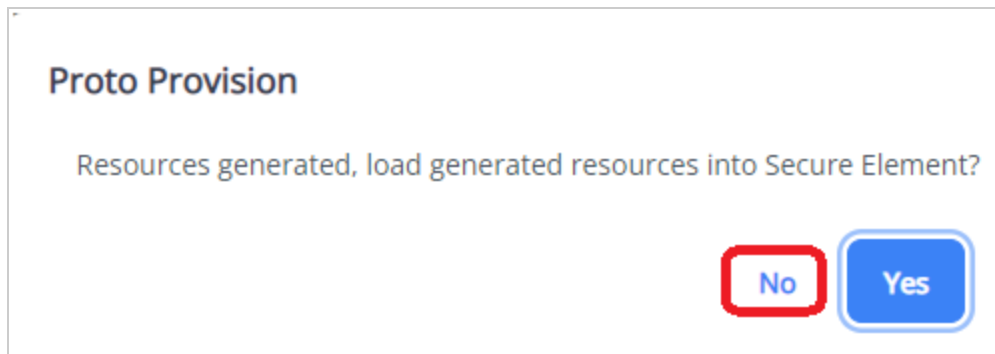 Proto Provision
Resources generated, load generated resources into Secure Element?
No Yes